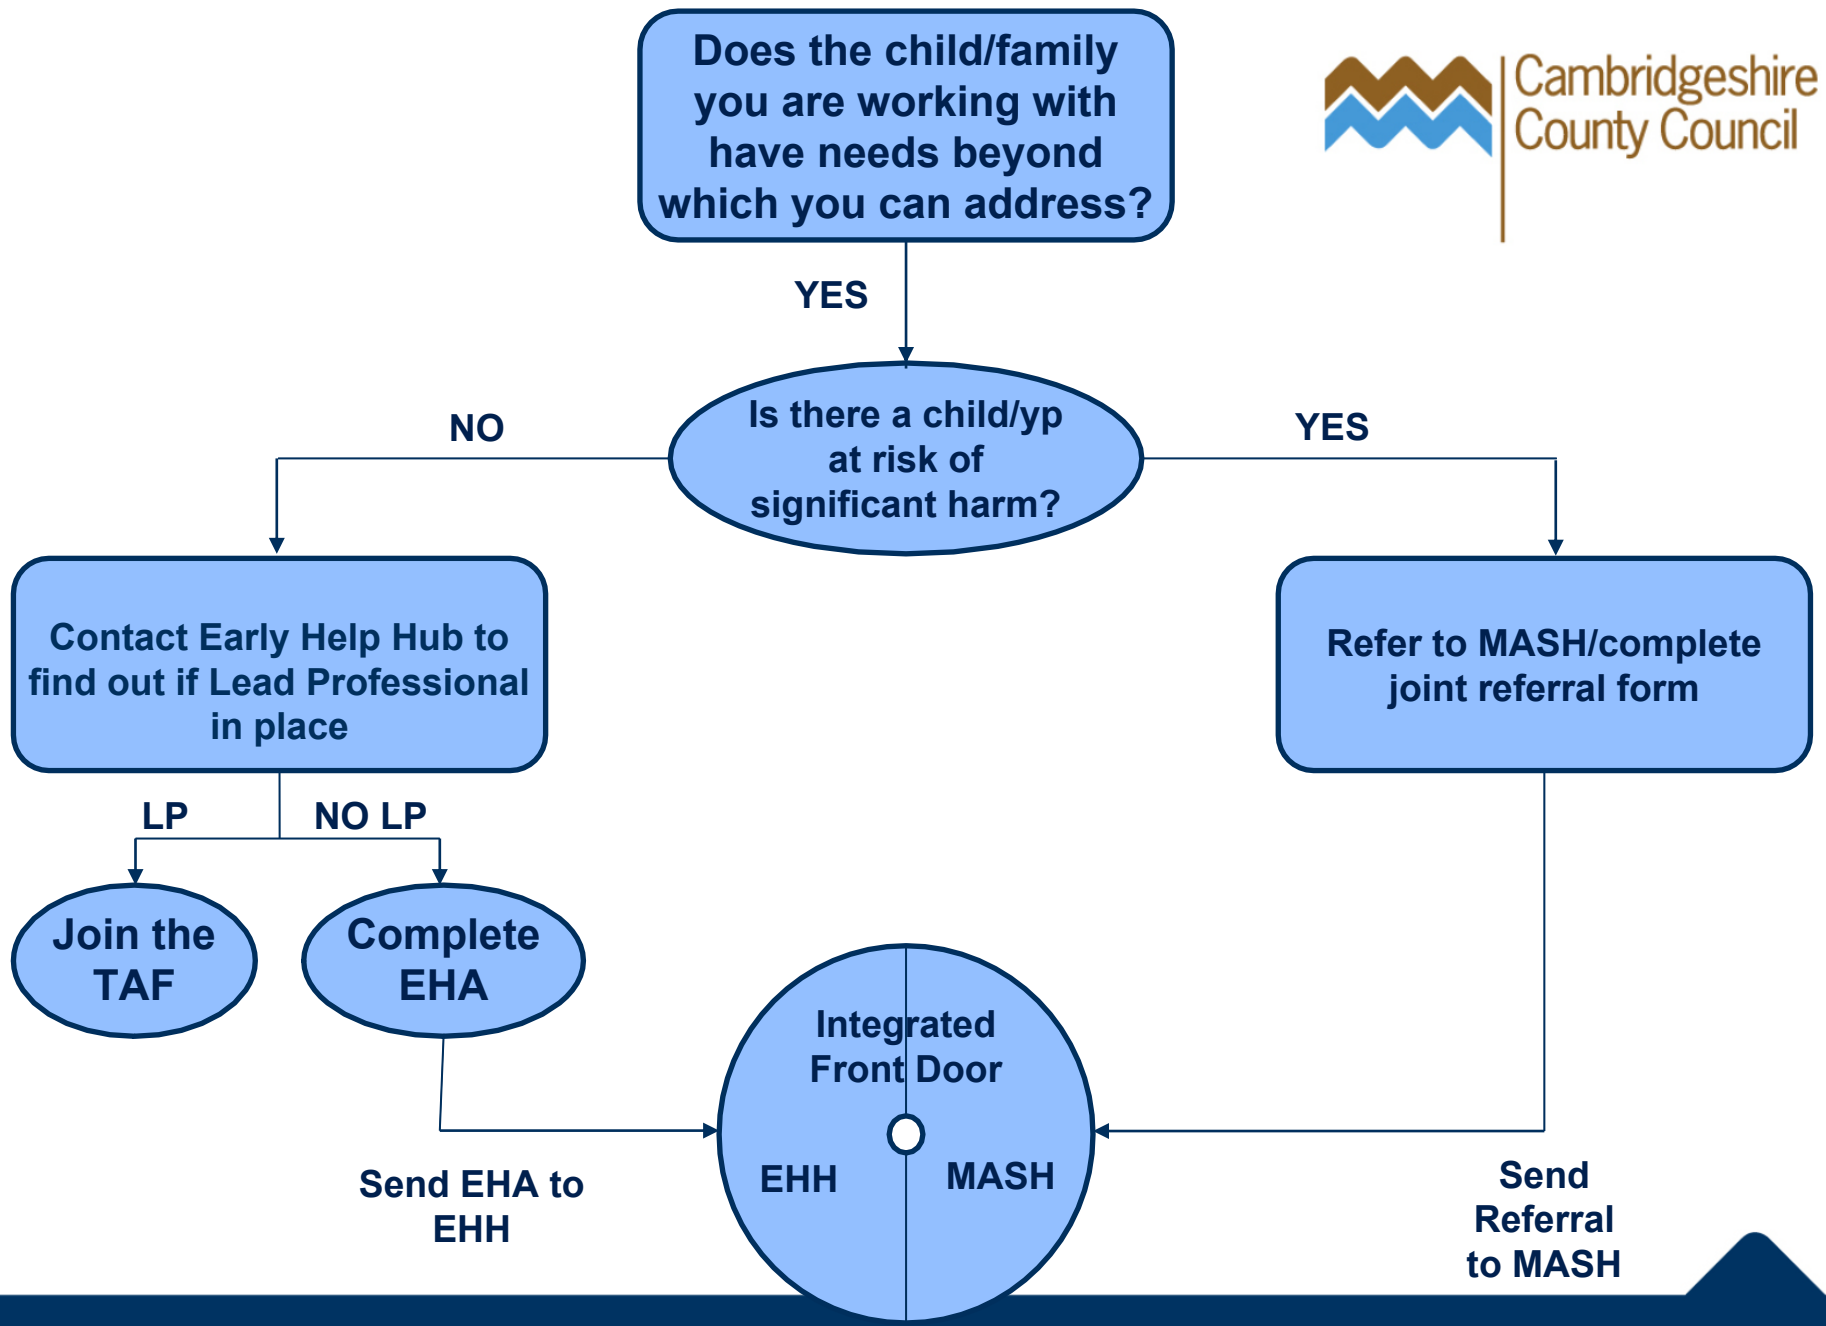 Does the child/family
you are working with
have needs beyond
which you can address?
Cambridgeshire
County Council
YES
Is there a child/yp
at risk of
significant harm?
NO
YES
Contact Early Help Hub to
find out if Lead Professional
in place
Refer to MASH/complete
joint referral form
LP
NO LP
Join the
TAF
Complete
EHA
Integrated
Front Door
EHH
MASH
Send EHA to
EHH
Send
Referral
to MASH